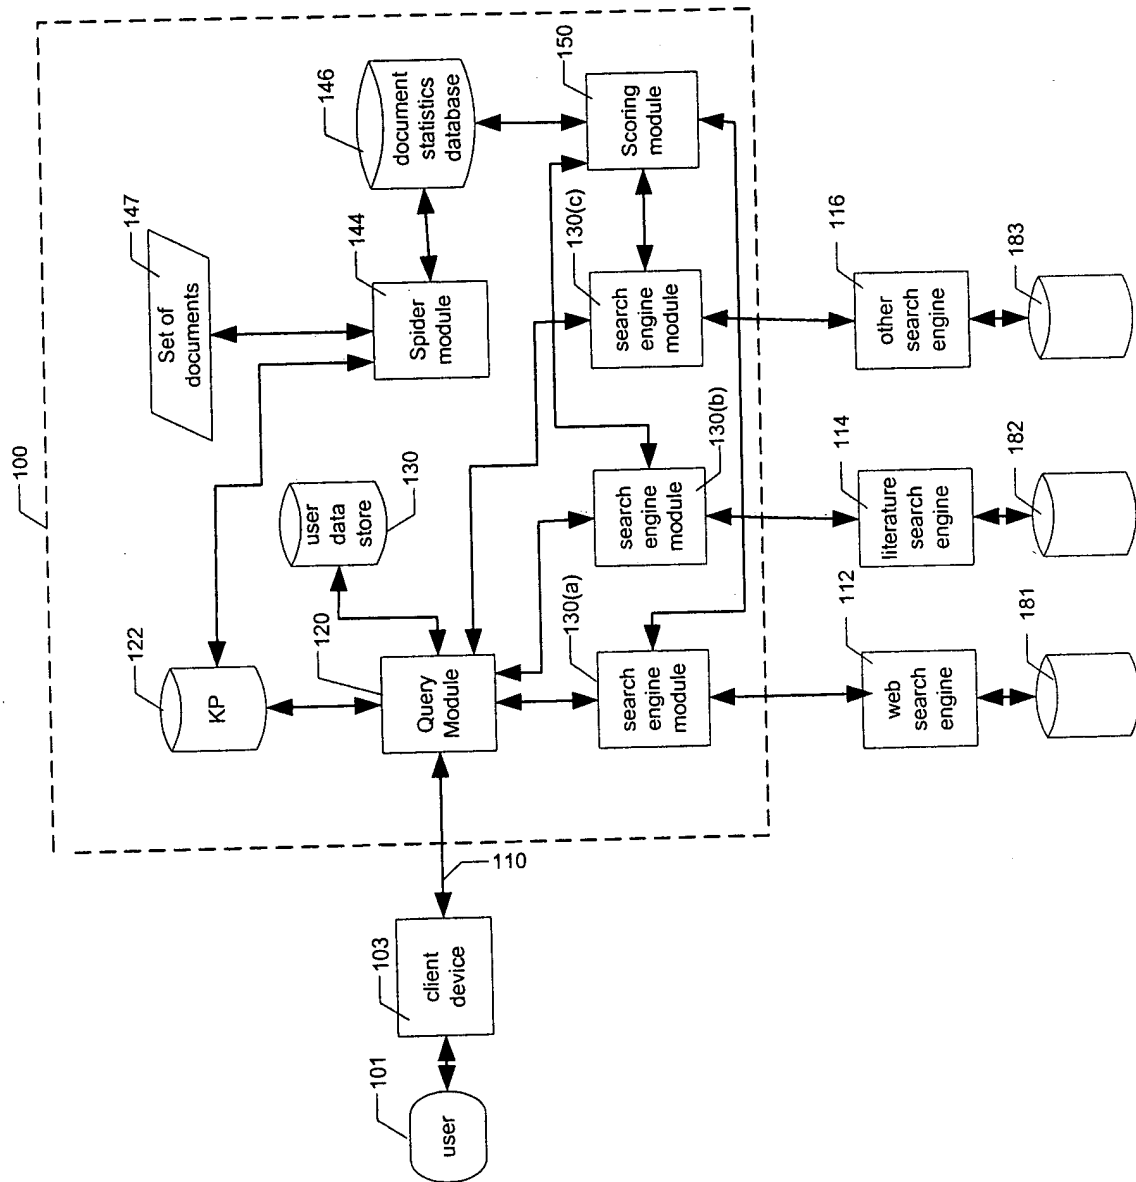 100
147
Set of
documents
146
document
statistics
database
144
Spider
module
150
Scoring
module
122
KP
130
user
data
store
120
Query
Module
130(a)
search
engine
module
130(b)
search
engine
module
130(c)
search
engine
module
101
user
103
client
device
110
112
web
search
engine
114
literature
search
engine
116
other
search
engine
181
182
183